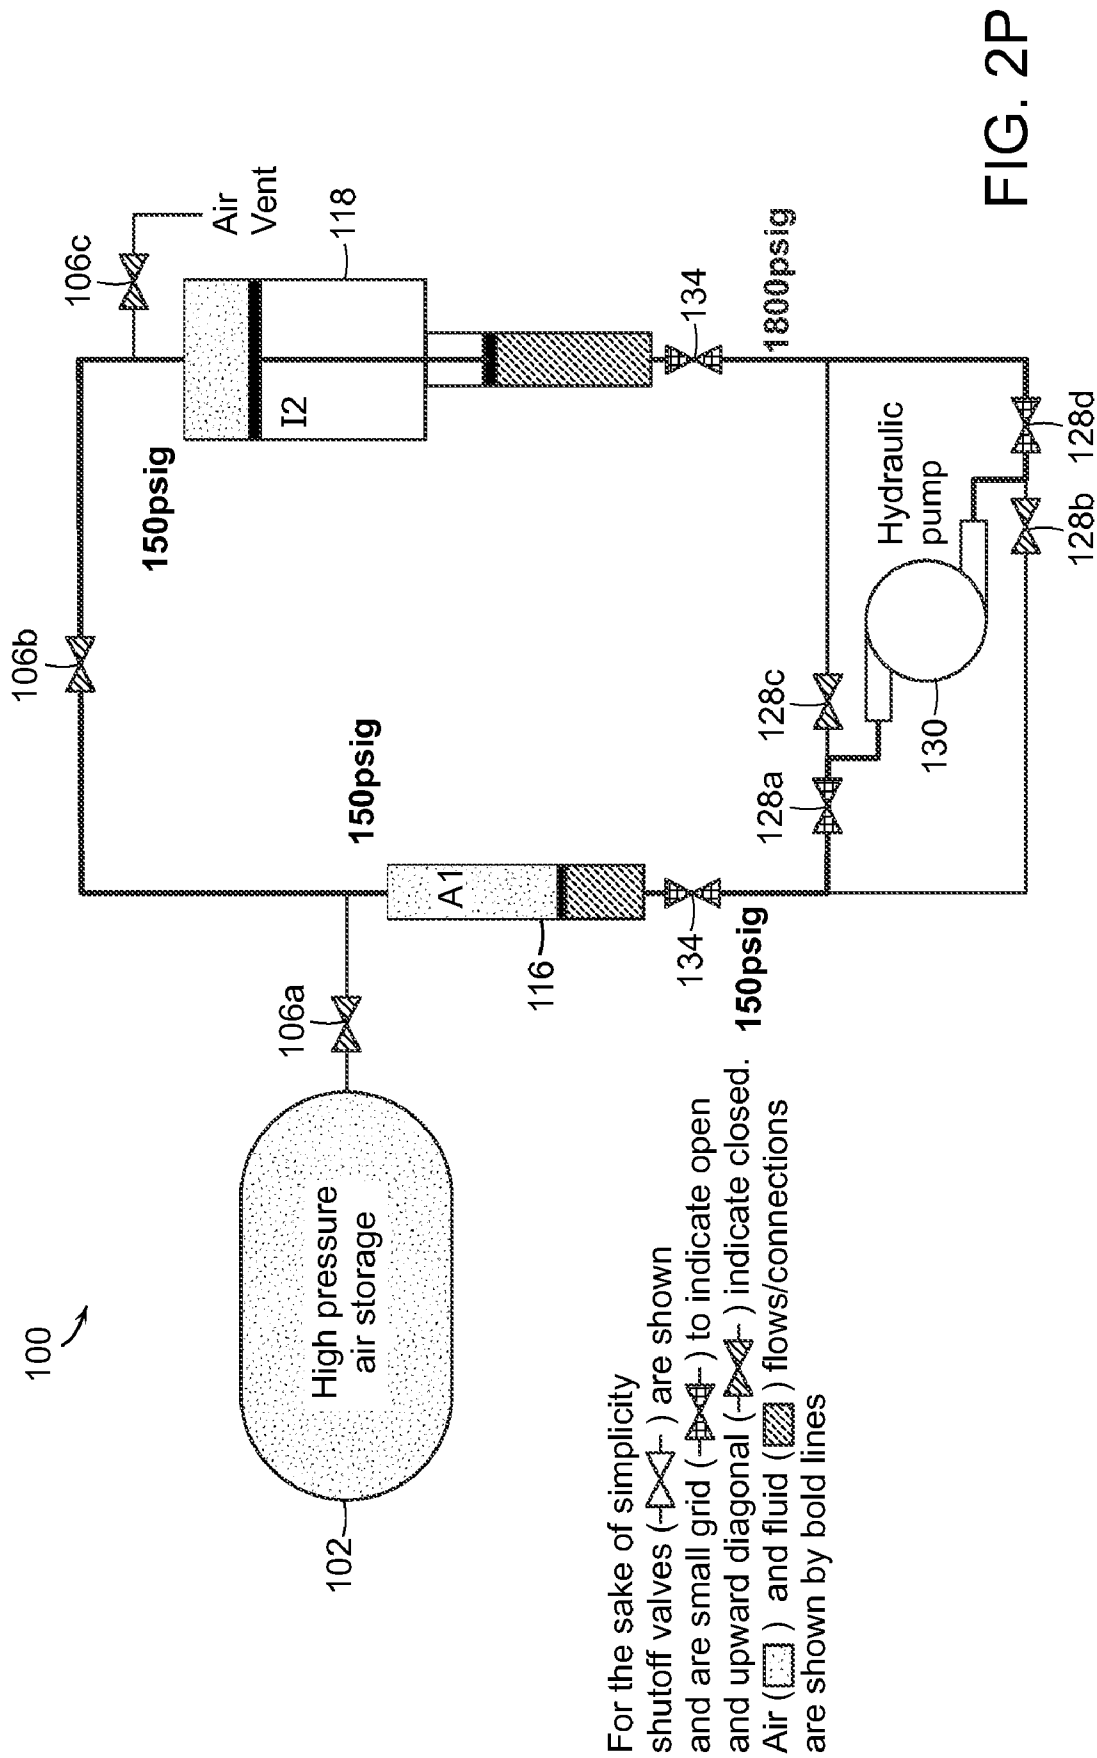 100
102
High pressure
air storage
106a
106b
106c
Air
Vent
150psig
I2
118
150psig
A1
116
134
150psig
134
1800psig
128a
128c
Hydraulic
pump
130
128b
128d
For the sake of simplicity
shutoff valves ( ) are shown
and are small grid ( ) to indicate open
and upward diagonal ( ) indicate closed.
Air ( ) and fluid ( ) flows/connections
are shown by bold lines
FIG. 2P